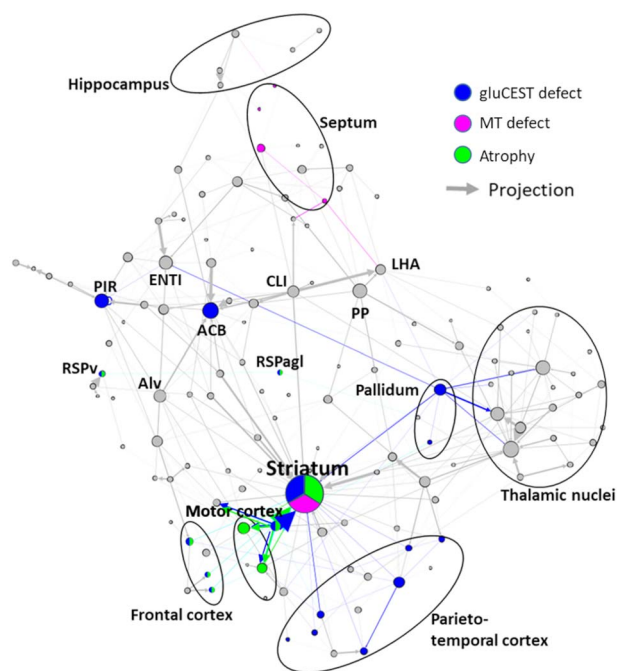 Hippocampus
gluCEST defect
Septum
MT defect
Atrophy
Projection
ENTI
CLI
LHA
PIR
ACB
PP
RSPv
RSPagl
Alv
Pallidum
Striatum
Thalamic nuclei
Motor cortex
Frontal cortex
Parieto-
temporal cortex